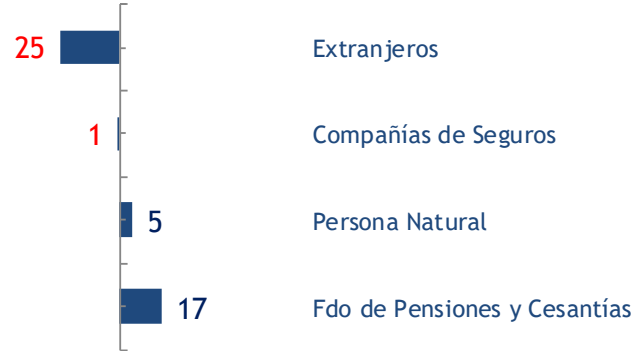 25 Extranjeros
1 Compañías de Seguros
5 Persona Natural
17 Fdo de Pensiones y Cesantías